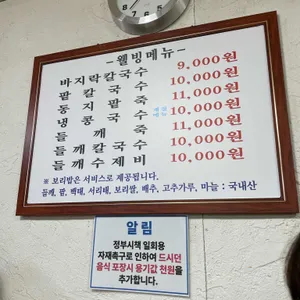 -웰빙메뉴-
바지락칼국수 9,000원
팥칼국수 10,000원
동지팥죽 11,000원
냉콩국수 10,000원
들깨죽 11,000원
들깨칼국수 10,000원
들깨수제비 10,000원
※ 보리밥은 서비스로 제공됩니다.
들깨, 팥, 백태, 서리태, 보리쌀, 배추, 고추가루, 마늘 : 국내산
알림
정부시책 일회용
자재촉구로 인하여 드시던
음식 포장시 용기값 천원을
추가합니다.